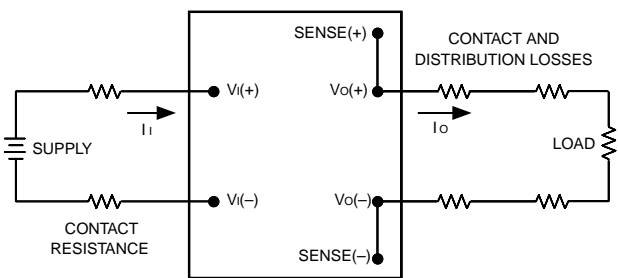 SENSE(+)
CONTACT AND
DISTRIBUTION LOSSES
VI(+)
VO(+)
II
IO
SUPPLY
LOAD
VI(–)
VO(–)
CONTACT
RESISTANCE
SENSE(–)